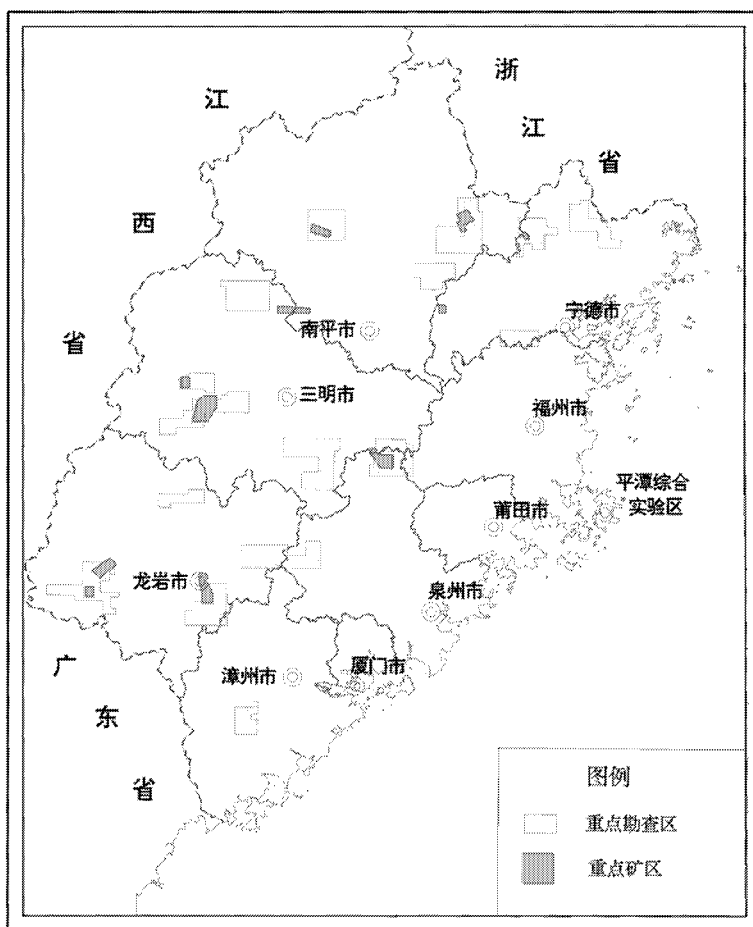 浙
江
江
省
西
省
宁德市
南平市
三明市
福州市
平潭综合
实验区
莆田市
龙岩市
泉州市
漳州市
厦门市
广
东
省
图例
重点勘查区
重点矿区